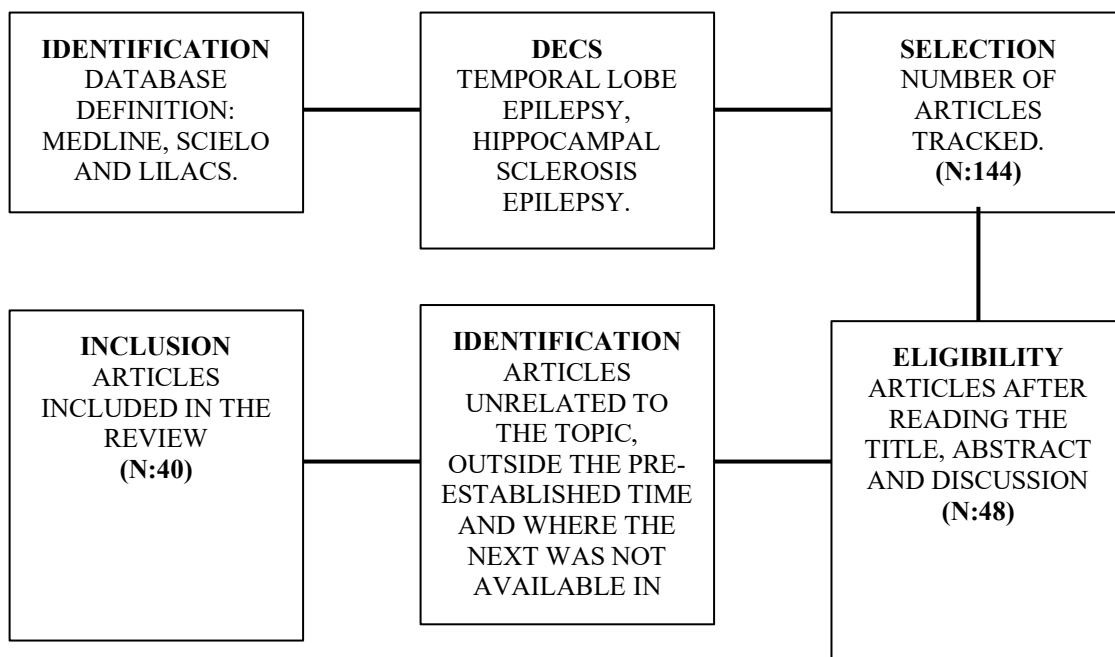 IDENTIFICATION
DATABASE
DEFINITION:
MEDLINE, SCIELO
AND LILACS.
DECS
TEMPORAL LOBE
EPILEPSY,
HIPPOCAMPAL
SCLEROSIS
EPILEPSY.
SELECTION
NUMBER OF
ARTICLES
TRACKED.
(N:144)
ELIGIBILITY
ARTICLES AFTER
READING THE
TITLE, ABSTRACT
AND DISCUSSION
(N:48)
IDENTIFICATION
ARTICLES
UNRELATED TO
THE TOPIC,
OUTSIDE THE PRE-
ESTABLISHED TIME
AND WHERE THE
NEXT WAS NOT
AVAILABLE IN
INCLUSION
ARTICLES
INCLUDED IN THE
REVIEW
(N:40)